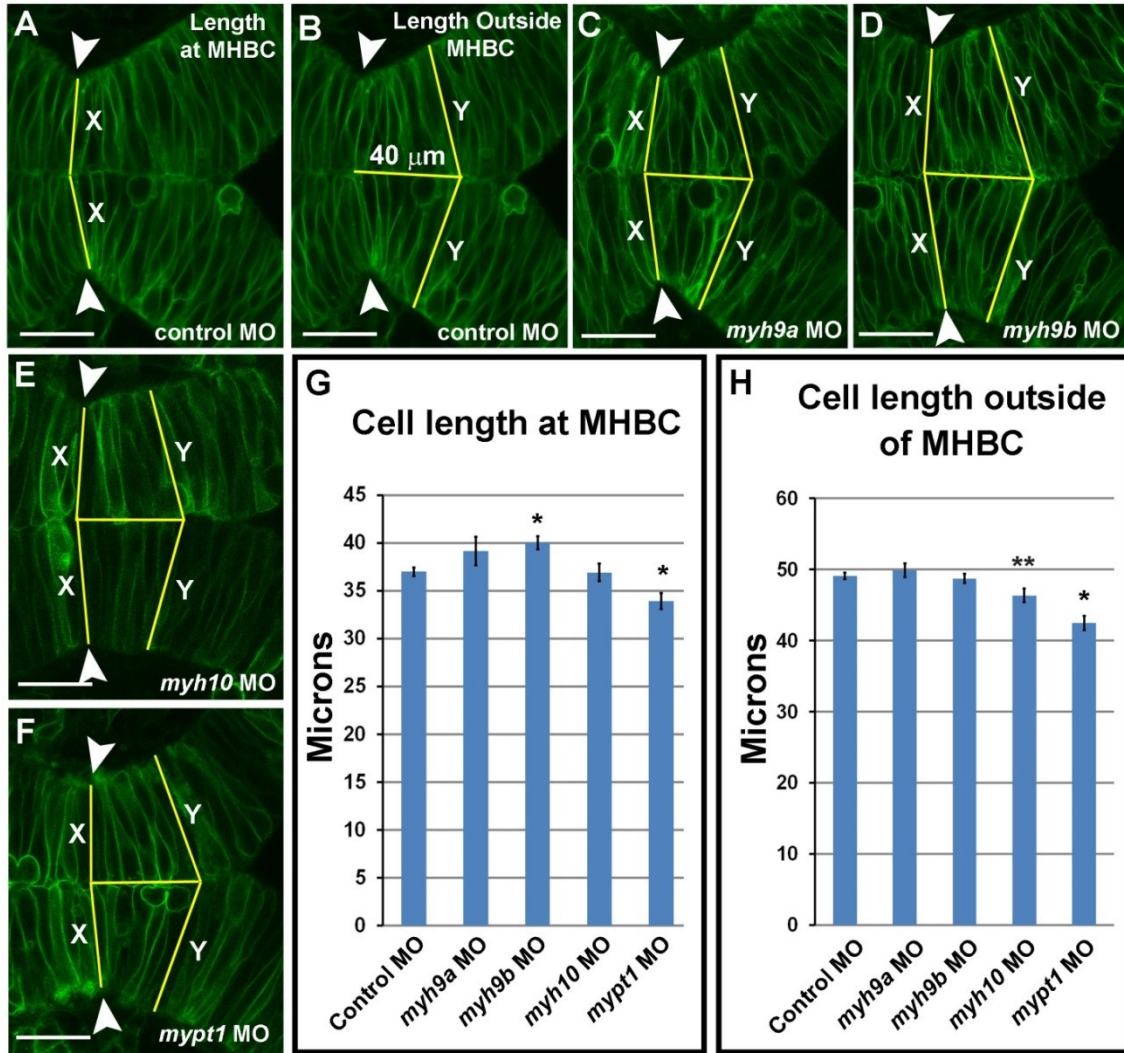 A
Length
at MHBC
X
X
control MO
B
Length Outside
MHBC
Y
40 μm
Y
control MO
C
Y
X
X
Y
myh9a MO
D
Y
X
X
Y
myh9b MO
E
X
Y
X
Y
myh10 MO
F
X
Y
X
Y
mypt1 MO
G
Cell length at MHBC
Microns
45
40
35
30
25
20
15
10
5
0
*
*
Control MO
myh9a MO
myh9b MO
myh10 MO
mypt1 MO
H
Cell length outside
of MHBC
Microns
60
50
40
30
20
10
0
**
*
Control MO
myh9a MO
myh9b MO
myh10 MO
mypt1 MO